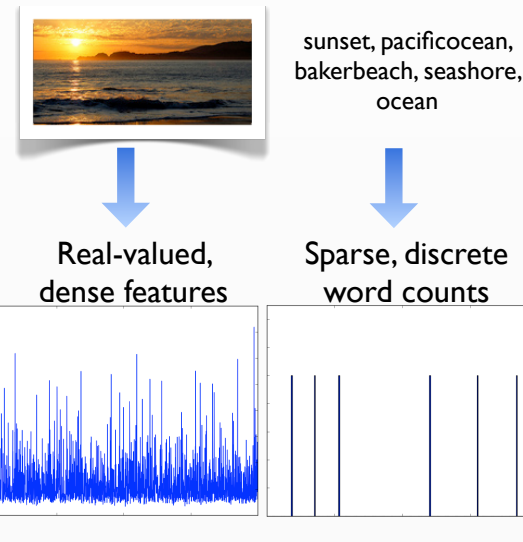 sunset, pacificocean,
bakerbeach, seashore,
ocean
Real-valued,
dense features
Sparse, discrete
word counts